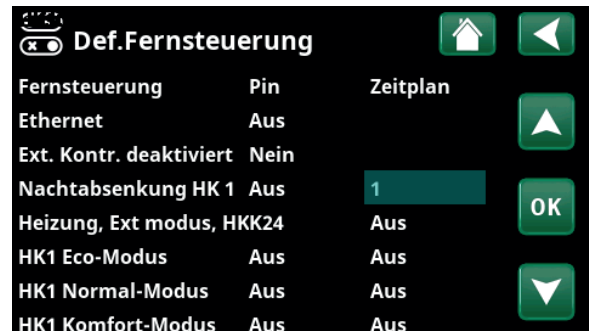 Def.Fernsteuerung
Fernsteuerung Pin Zeitplan
Ethernet Aus
Ext. Kontr. deaktiviert Nein
Nachtabsenkung HK 1 Aus 1
Heizung, Ext modus, HKK24 Aus
OK
HK1 Eco-Modus Aus Aus
HK1 Normal-Modus Aus Aus
HK1 Komfort-Modus Aus Aus